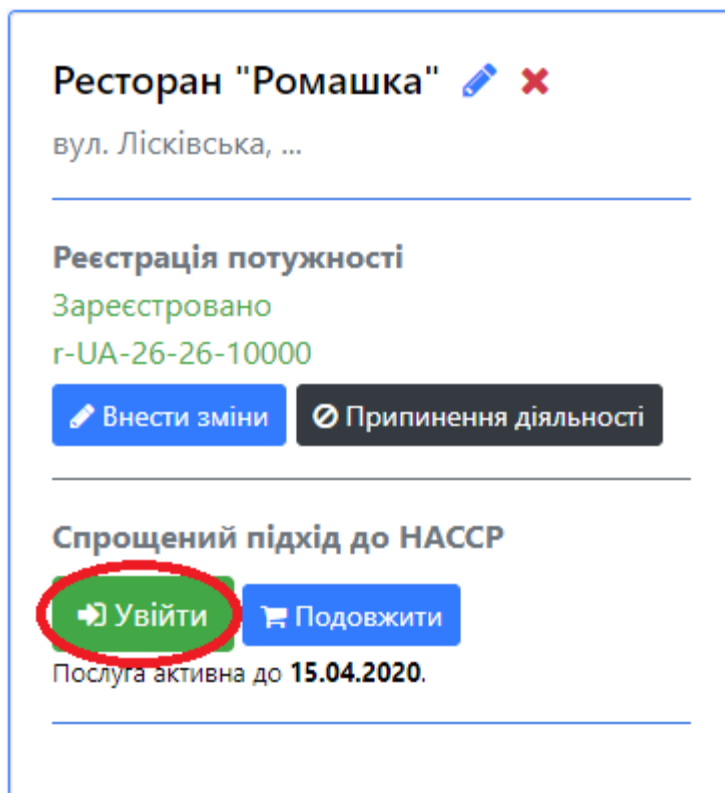 Ресторан "Ромашка"
вул. Лісківська, ...
Реєстрація потужності
Зареєстровано
r-UA-26-26-10000
Внести зміни Припинення діяльності
Спрощений підхід до НАССР
Увійти Подовжити
Послуга активна до 15.04.2020.